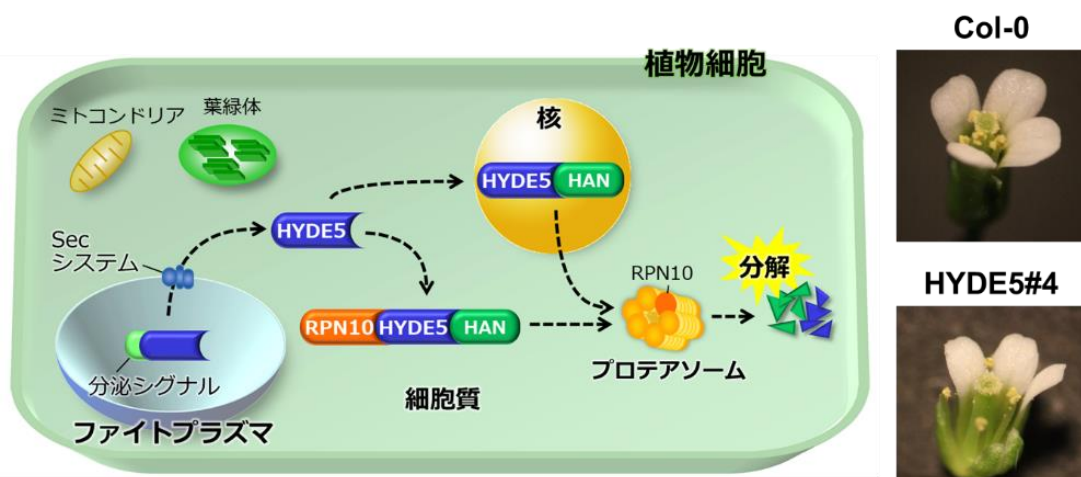 植物細胞
ミトコンドリア
葉緑体
核
HYDE5 HAN
HYDE5
Sec
システム
RPN10 HYDE5 HAN
RPN10
分解
プロテアソーム
分泌シグナル
細胞質
ファイトプラズマ
Col-0
HYDE5#4